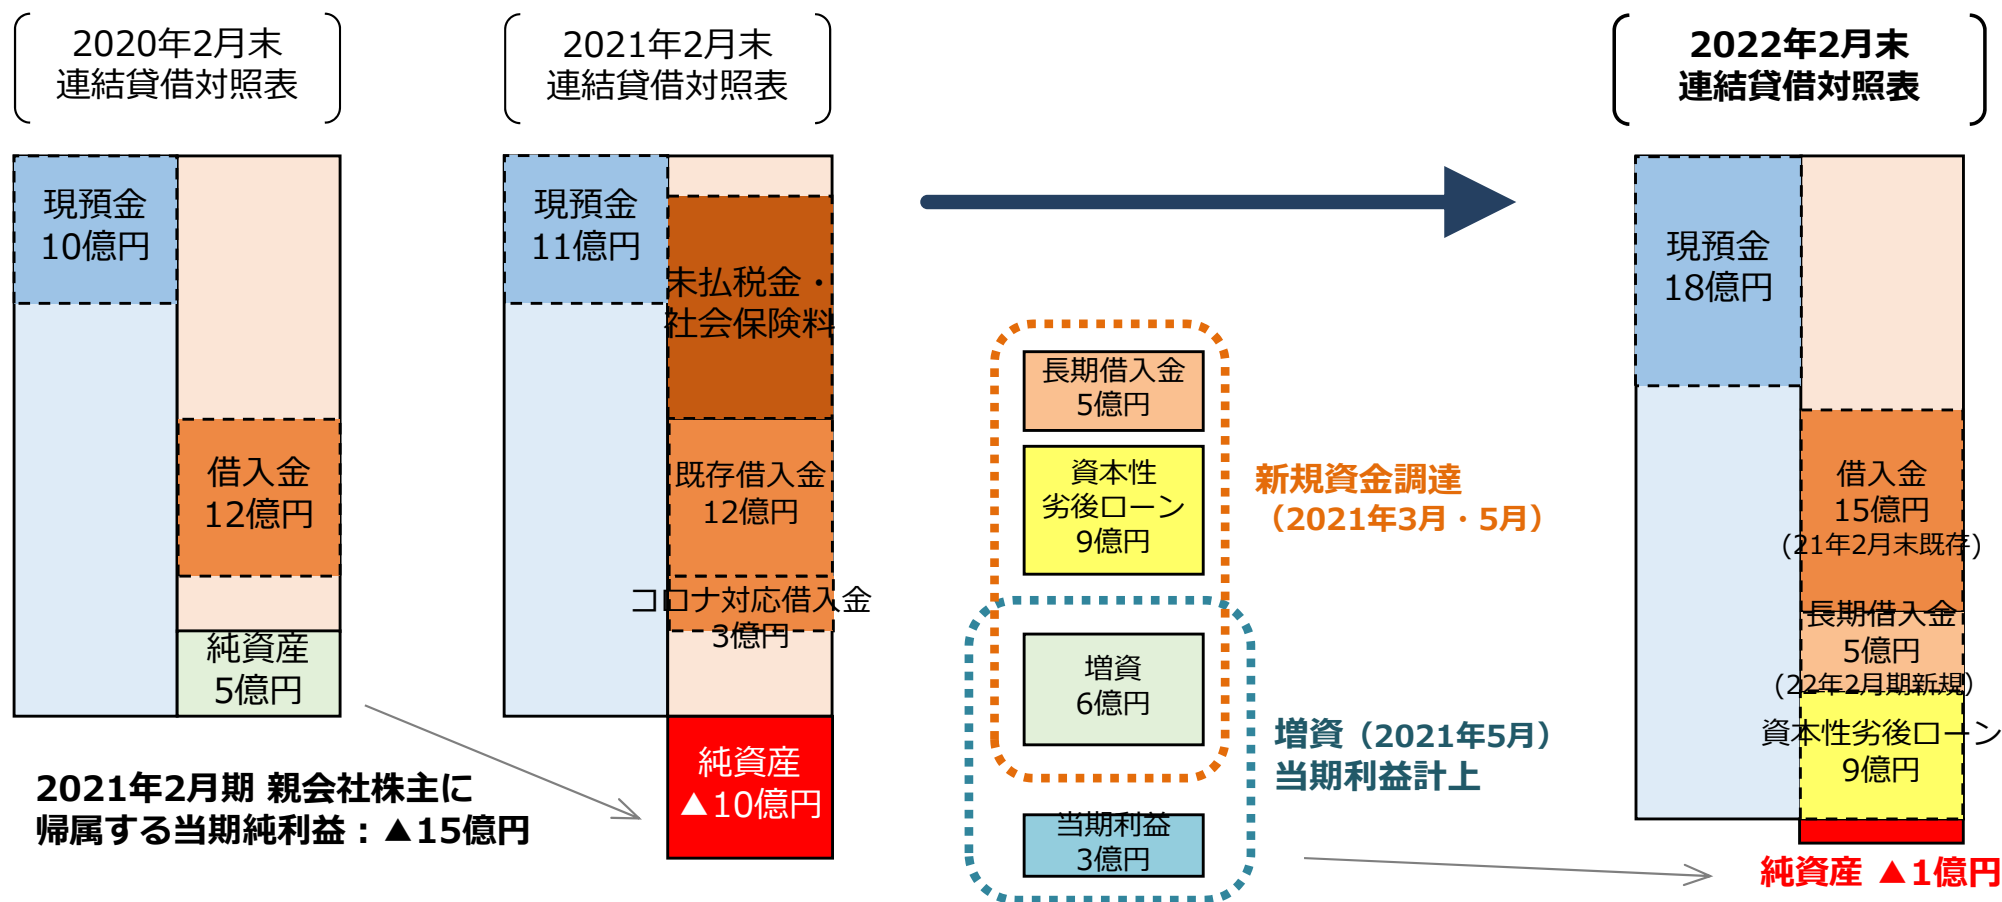 2020年2月末
連結貸借対照表
現預金
10億円
借入金
12億円
純資産
5億円
2021年2月期 親会社株主に
帰属する当期純利益：▲15億円
2021年2月末
連結貸借対照表
現預金
11億円
未払税金・
社会保険料
既存借入金
12億円
コロナ対応借入金
3億円
純資産
▲10億円
長期借入金
5億円
資本性
劣後ローン
9億円
増資
6億円
当期利益
3億円
新規資金調達
（2021年3月・5月）
増資（2021年5月）
当期利益計上
2022年2月末
連結貸借対照表
現預金
18億円
借入金
15億円
(21年2月末既存)
長期借入金
5億円
(22年2月期新規)
資本性劣後ローン
9億円
純資産 ▲1億円